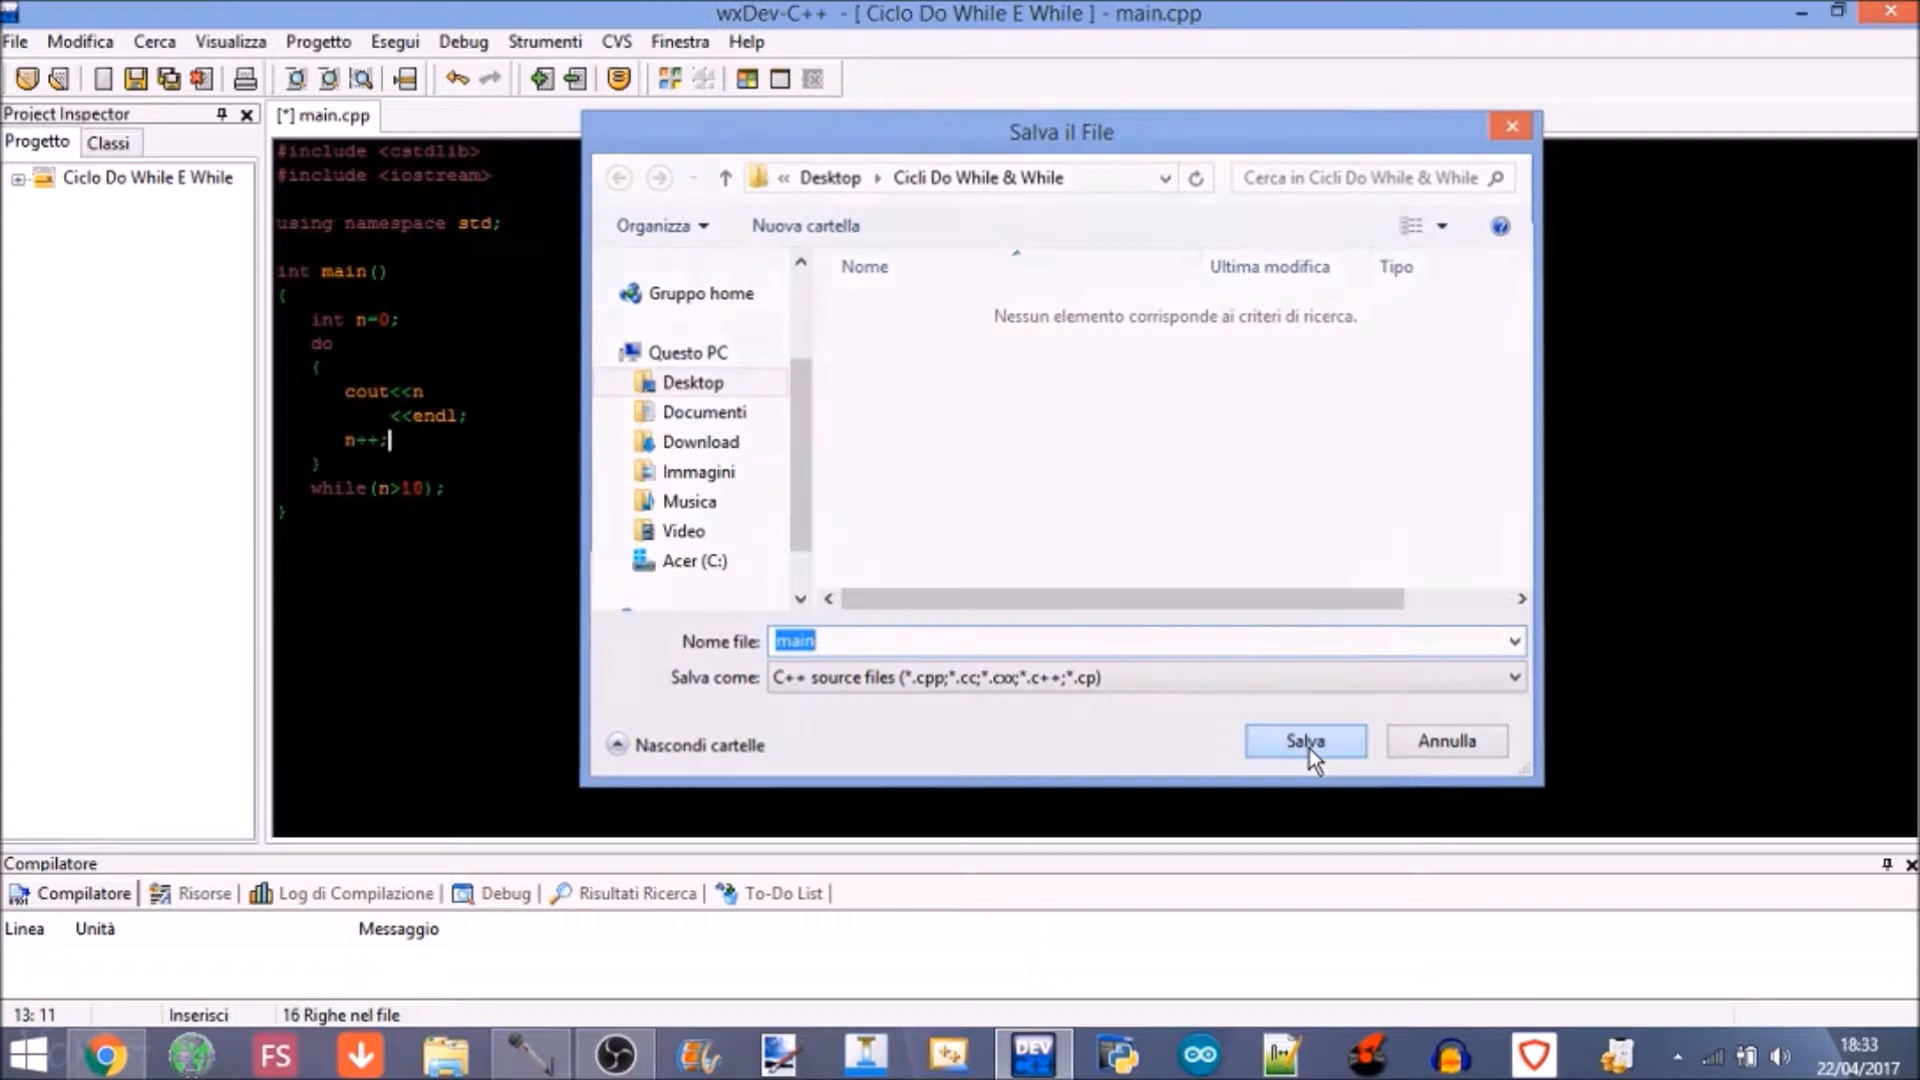 wxDev-C++ - [ Ciclo Do While E While ] - main.cpp
File Modifica Cerca Visualizza Progetto Esegui Debug Strumenti CVS Finestra Help
Project Inspector
Progetto Classi
Ciclo Do While E While
[*] main.cpp
#include <cstdlib>
#include <iostream>
using namespace std;
int main()
{
int n=0;
do
{
cout<<n
<<endl;
n++;
}
while(n>10);
}
Salva il File
« Desktop Cicli Do While & While
Cerca in Cicli Do While & While
Organizza Nuova cartella
Nome Ultima modifica Tipo
Nessun elemento corrisponde ai criteri di ricerca.
Gruppo home
Questo PC
Desktop
Documenti
Download
Immagini
Musica
Video
Acer (C:)
Nome file: main
Salva come: C++ source files (*.cpp;*.cc;*.cxx;*.c++;*.cp)
Nascondi cartelle
Salva Annulla
Compilatore
Compilatore Risorse Log di Compilazione Debug Risultati Ricerca To-Do List
Linea Unità Messaggio
13: 11 Inserisci 16 Righe nel file
FS
DEV
18:33
22/04/2017